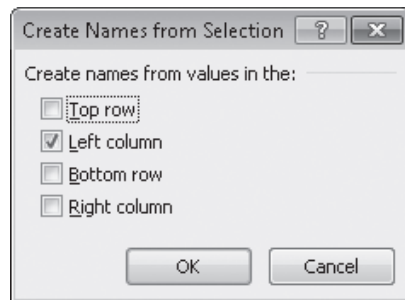 Create Names from Selection
Create names from values in the:
Top row
Left column
Bottom row
Right column
OK Cancel